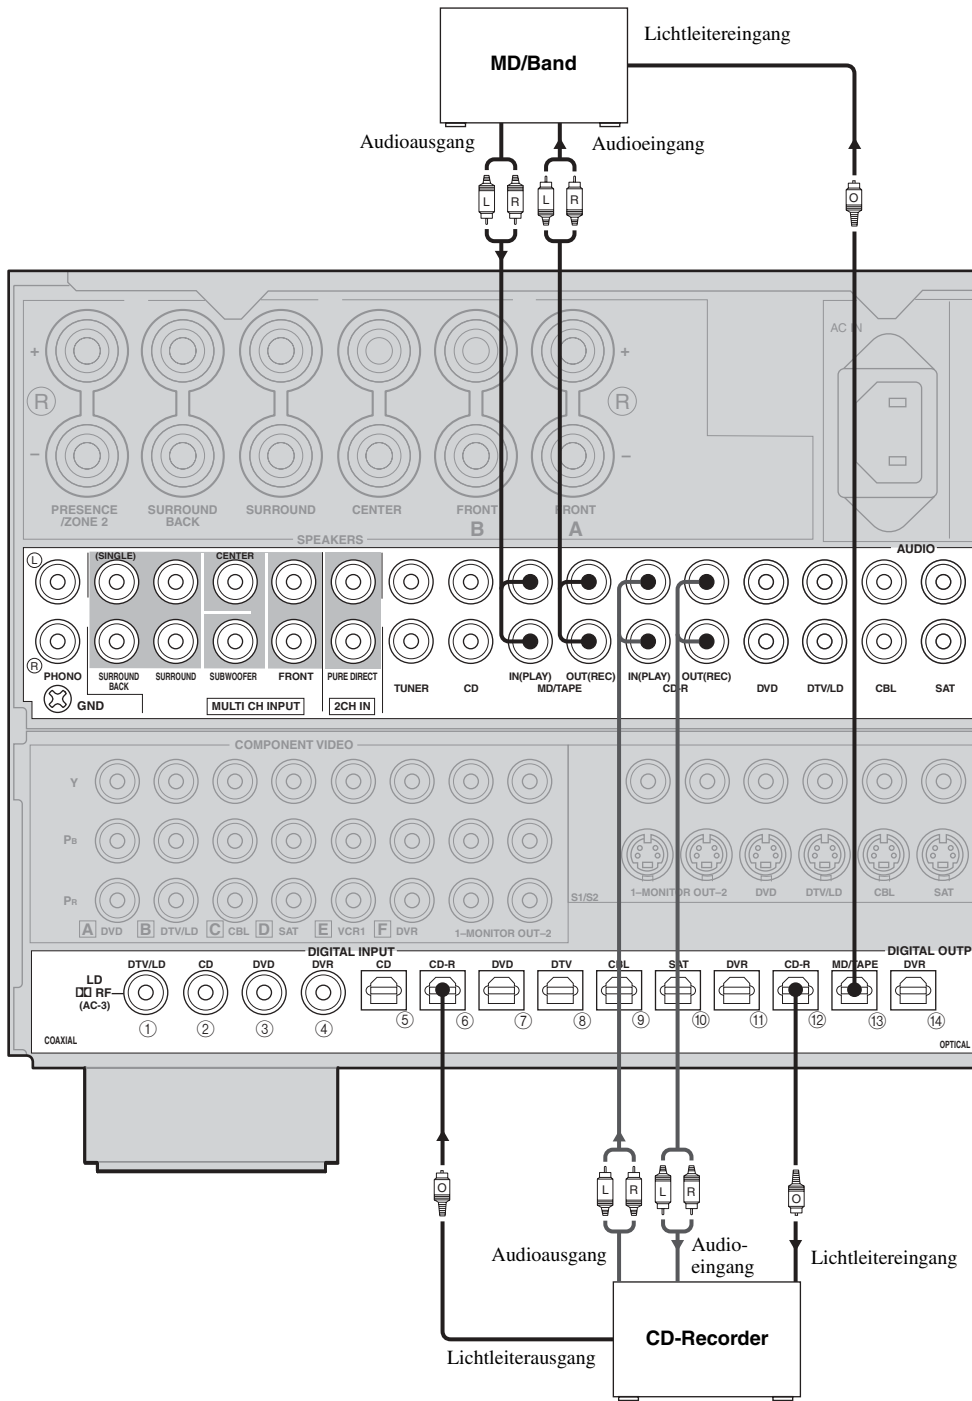 Lichtleitereingang
MD/Band
Audioausgang
Audioeingang
L R L R O
AC IN
+ +
R R
– –
PRESENCE /ZONE 2
SURROUND BACK
SURROUND
CENTER
FRONT B
FRONT A
SPEAKERS
AUDIO
L
(SINGLE)
CENTER
R
PHONO
SURROUND BACK
SURROUND
SUBWOOFER
FRONT
PURE DIRECT
TUNER
CD
IN(PLAY) OUT(REC)
MD/TAPE
IN(PLAY) OUT(REC)
CD-R
DVD
DTV/LD
CBL
SAT
GND
MULTI CH INPUT
2CH IN
COMPONENT VIDEO
Y
PB
PR
A DVD B DTV/LD C CBL D SAT E VCR1 F DVR 1–MONITOR OUT–2
S1/S2
1–MONITOR OUT–2 DVD DTV/LD CBL SAT
DIGITAL INPUT
DIGITAL OUTP
DTV/LD CD DVD DVR CD CD-R DVD DTV CBL SAT DVR CD-R MD/TAPE DVR
LD
RF
(AC-3)
① ② ③ ④ ⑤ ⑥ ⑦ ⑧ ⑨ ⑩ ⑪ ⑫ ⑬ ⑭
COAXIAL
OPTICAL
O L R L R O
Audioausgang
Audio-
eingang
Lichtleitereingang
CD-Recorder
Lichtleiterausgang